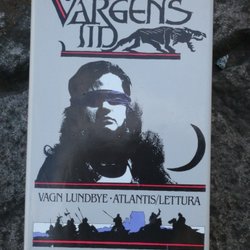 VARGENS
TID
VAGN LUNDBYE · ATLANTIS/LETTURA